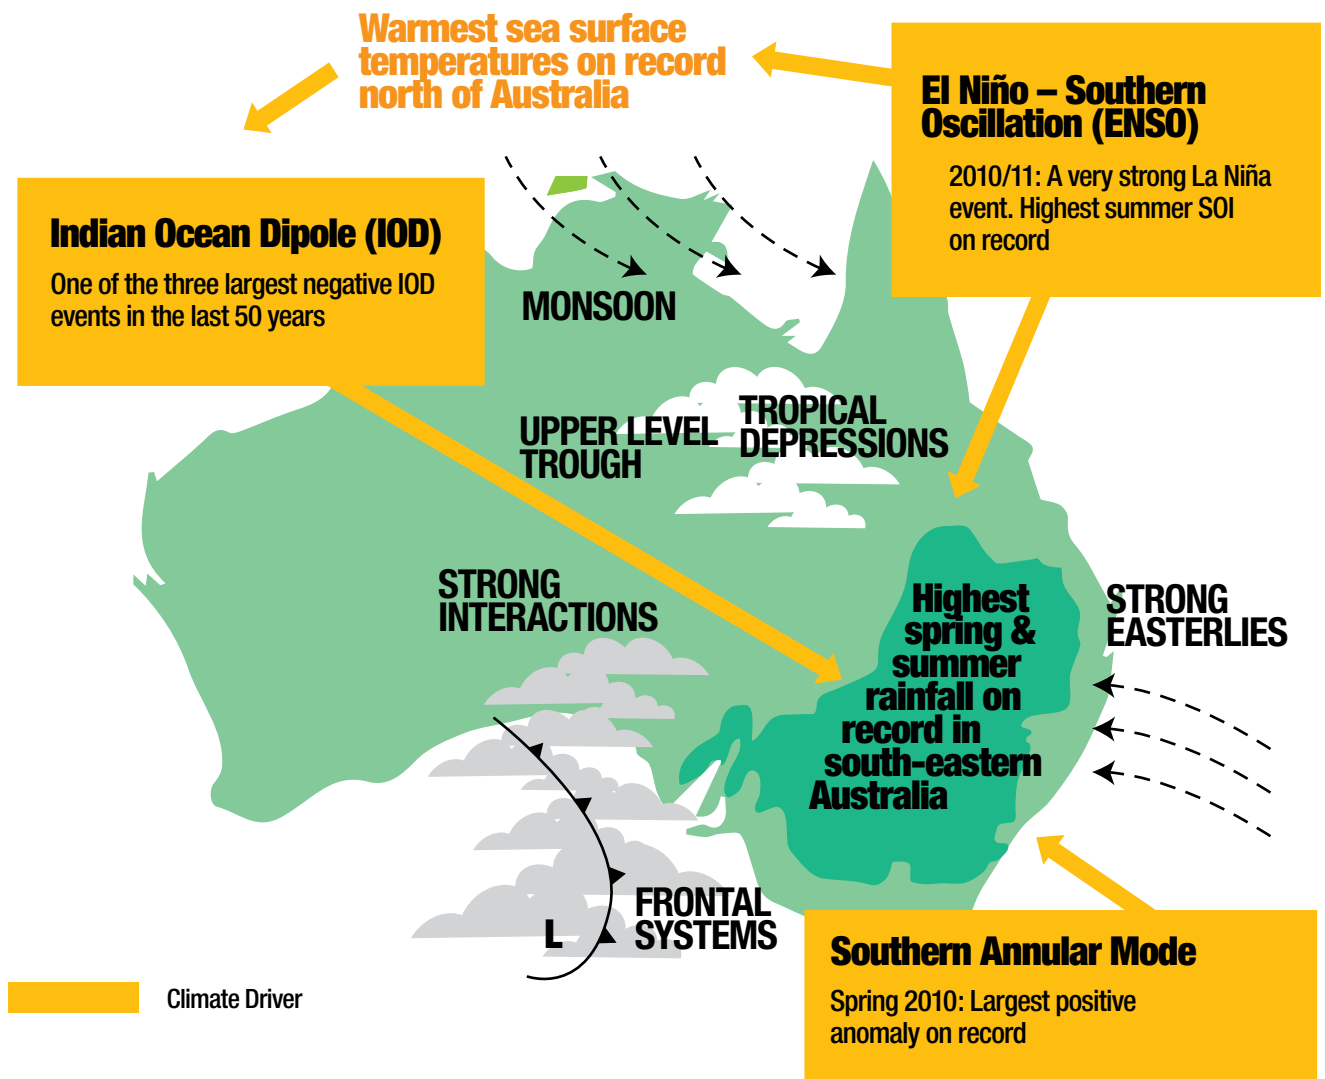 Warmest sea surface
temperatures on record
north of Australia
El Niño – Southern
Oscillation (ENSO)
2010/11: A very strong La Niña
event. Highest summer SOI
on record
Indian Ocean Dipole (IOD)
One of the three largest negative IOD
events in the last 50 years
MONSOON
UPPER LEVEL
TROUGH
TROPICAL
DEPRESSIONS
STRONG
INTERACTIONS
Highest
spring &
summer
rainfall on
record in
south-eastern
Australia
STRONG
EASTERLIES
FRONTAL
SYSTEMS
L
Southern Annular Mode
Spring 2010: Largest positive
anomaly on record
Climate Driver